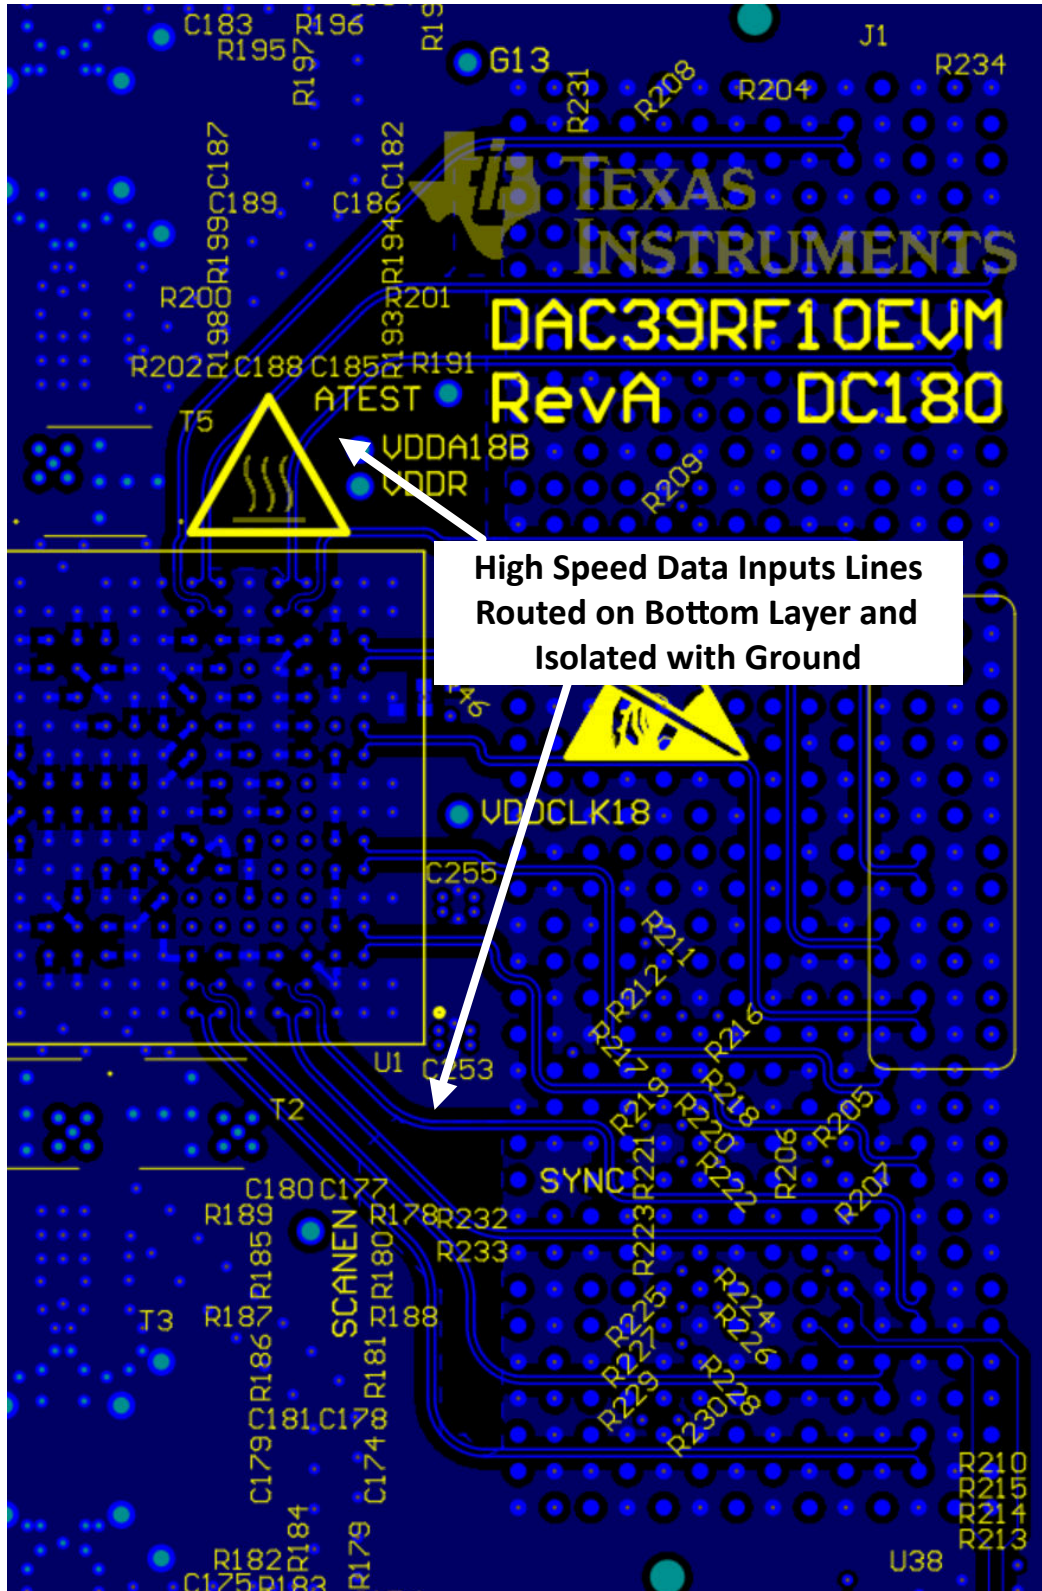 C183
R196
R195
R197
G13
J1
R234
R231
R208
R204
C187
C182
TEXAS
INSTRUMENTS
C189
C186
R199
R194
R200
R201
R198
R193
DAC39RF10EVM
R202
C188
C185
R191
ATEST
RevA
DC180
T5
VDDA18B
VDDR
R209
High Speed Data Inputs Lines
Routed on Bottom Layer and
Isolated with Ground
VDDCLK18
C255
R211
R212
R216
R217
U1
C253
R219
R218
R205
T2
R220
R221
R222
R206
R207
SYNC
C180
C177
R189
R178
R232
R223
R233
R185
R180
SCANEN
R224
T3
R187
R188
R225
R226
R186
R181
R227
R228
R229
R230
C181
C178
C179
C174
R210
R215
R214
R213
R184
R179
R182
U38
C175
R183